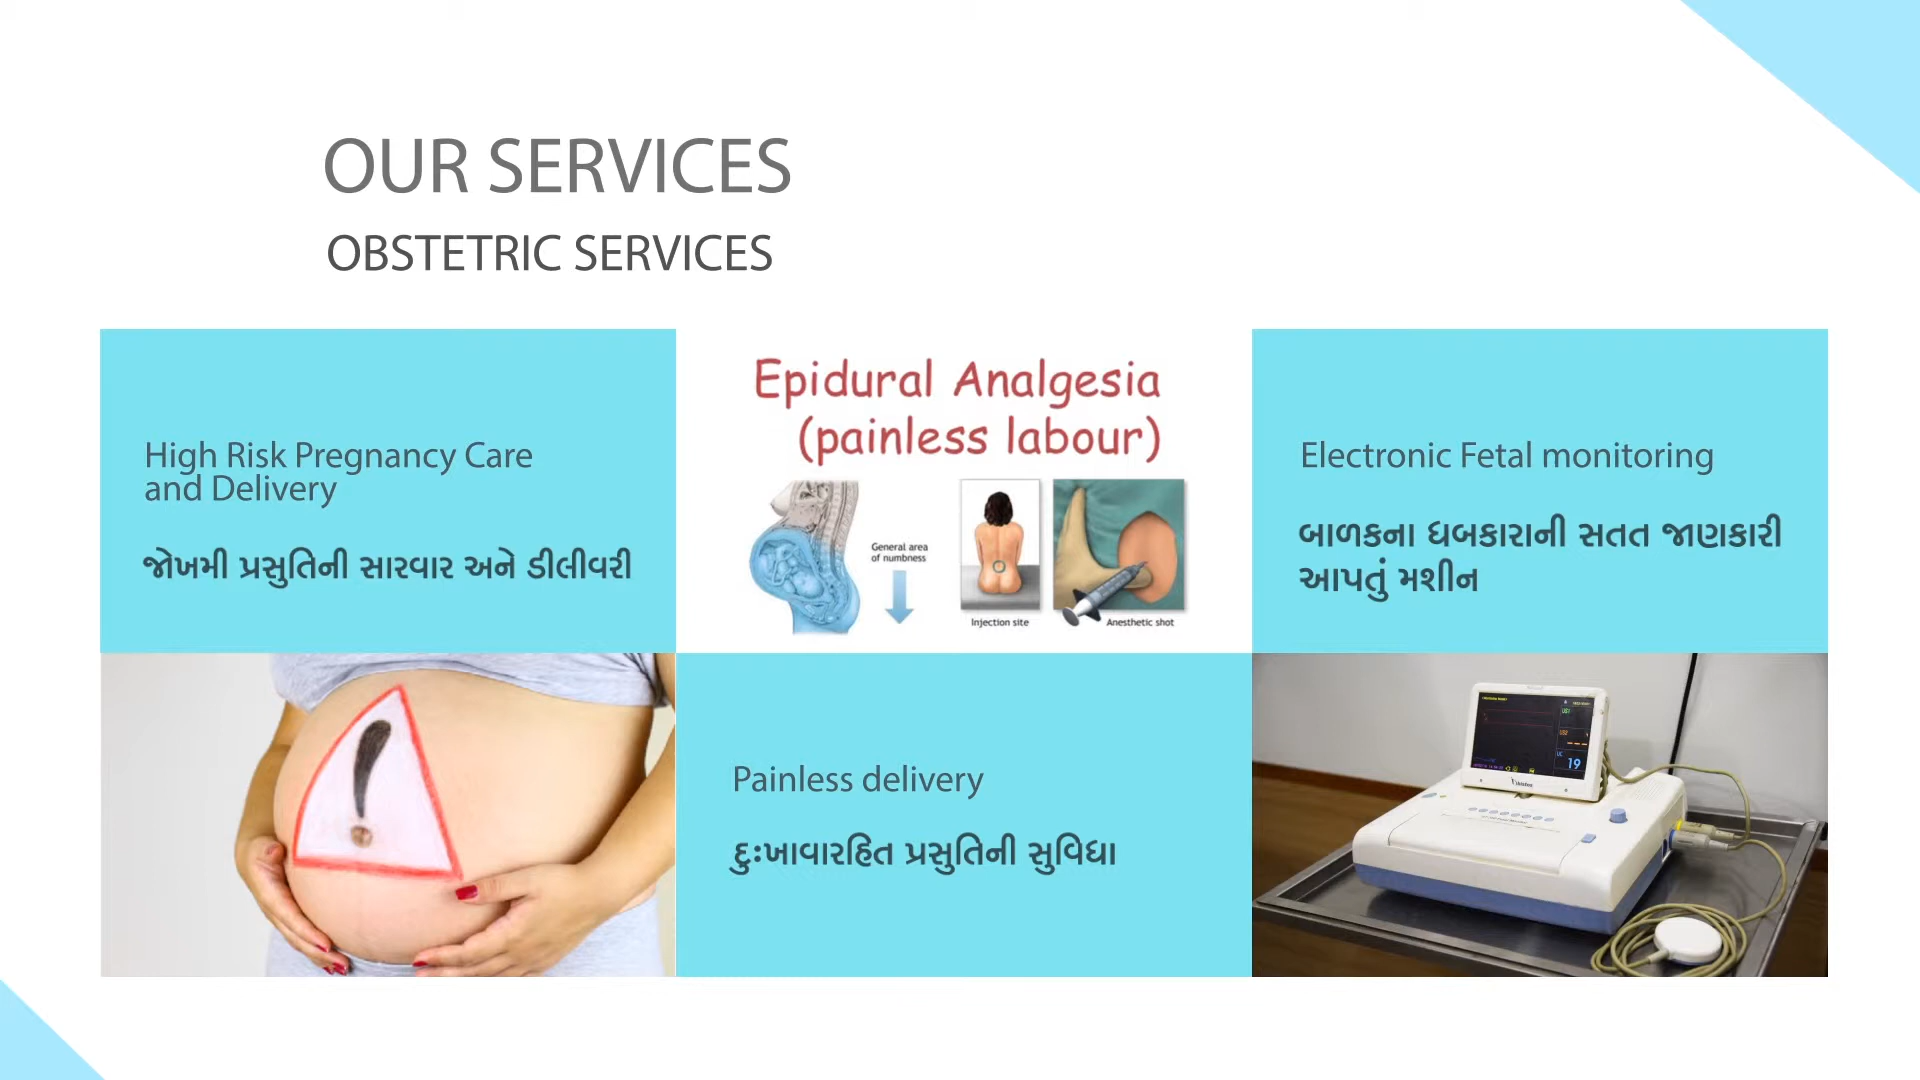 OUR SERVICES
OBSTETRIC SERVICES
High Risk Pregnancy Care
and Delivery
જોખમી પ્રસુતિની સારવાર અને ડીલીવરી
Epidural Analgesia
(painless labour)
General area
of numbness
Injection site
Anesthetic shot
Electronic Fetal monitoring
બાળકના ધબકારાની સતત જાણકારી
આપતું મશીન
Painless delivery
દુઃખાવારહિત પ્રસુતિની સુવિધા
19